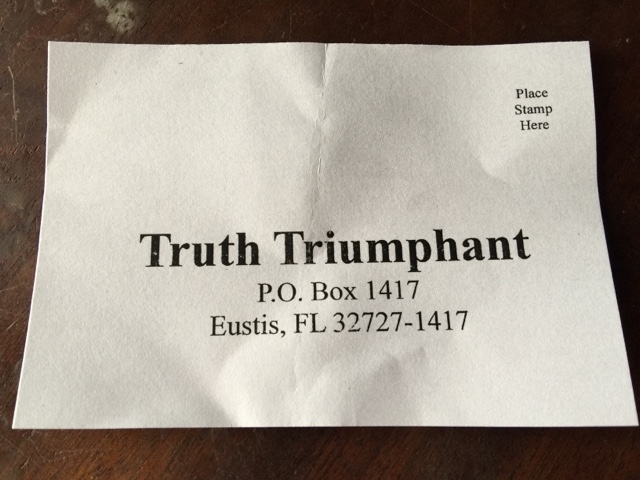 Place
Stamp
Here
Truth Triumphant
P.O. Box 1417
Eustis, FL 32727-1417